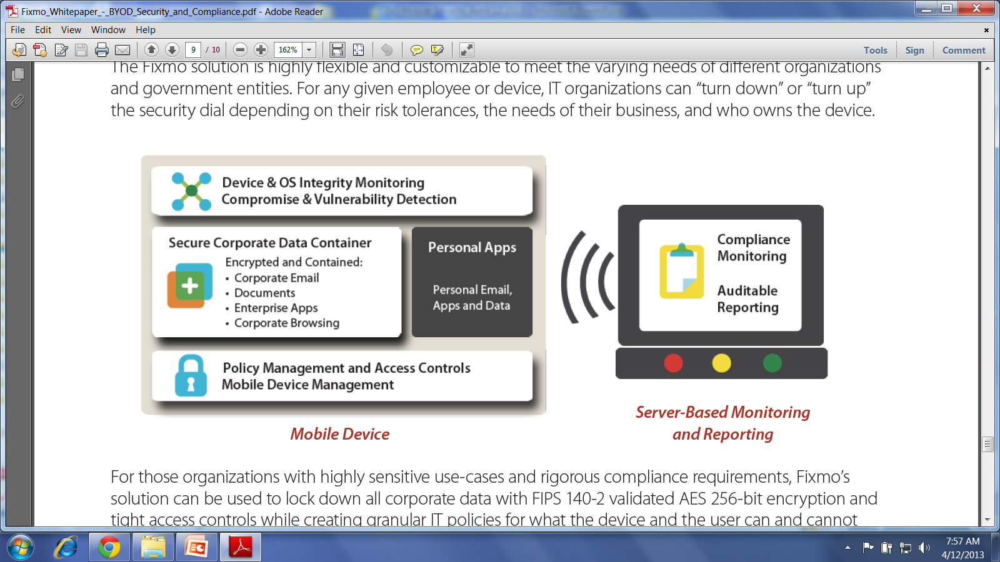 Fixmo_Whitepaper_-_BYOD_Security_and_Compliance.pdf - Adobe Reader
File Edit View Window Help
9 / 10 162% Tools Sign Comment
The Fixmo solution is highly flexible and customizable to meet the varying needs of different organizations
and government entities. For any given employee or device, IT organizations can “turn down” or “turn up”
the security dial depending on their risk tolerances, the needs of their business, and who owns the device.
Device & OS Integrity Monitoring
Compromise & Vulnerability Detection
Secure Corporate Data Container
Encrypted and Contained:
• Corporate Email
• Documents
• Enterprise Apps
• Corporate Browsing
Personal Apps
Personal Email,
Apps and Data
Policy Management and Access Controls
Mobile Device Management
Mobile Device
Compliance
Monitoring
Auditable
Reporting
Server-Based Monitoring
and Reporting
For those organizations with highly sensitive use-cases and rigorous compliance requirements, Fixmo’s
solution can be used to lock down all corporate data with FIPS 140-2 validated AES 256-bit encryption and
tight access controls while creating granular IT policies for what the device and the user can and cannot
7:57 AM
4/12/2013